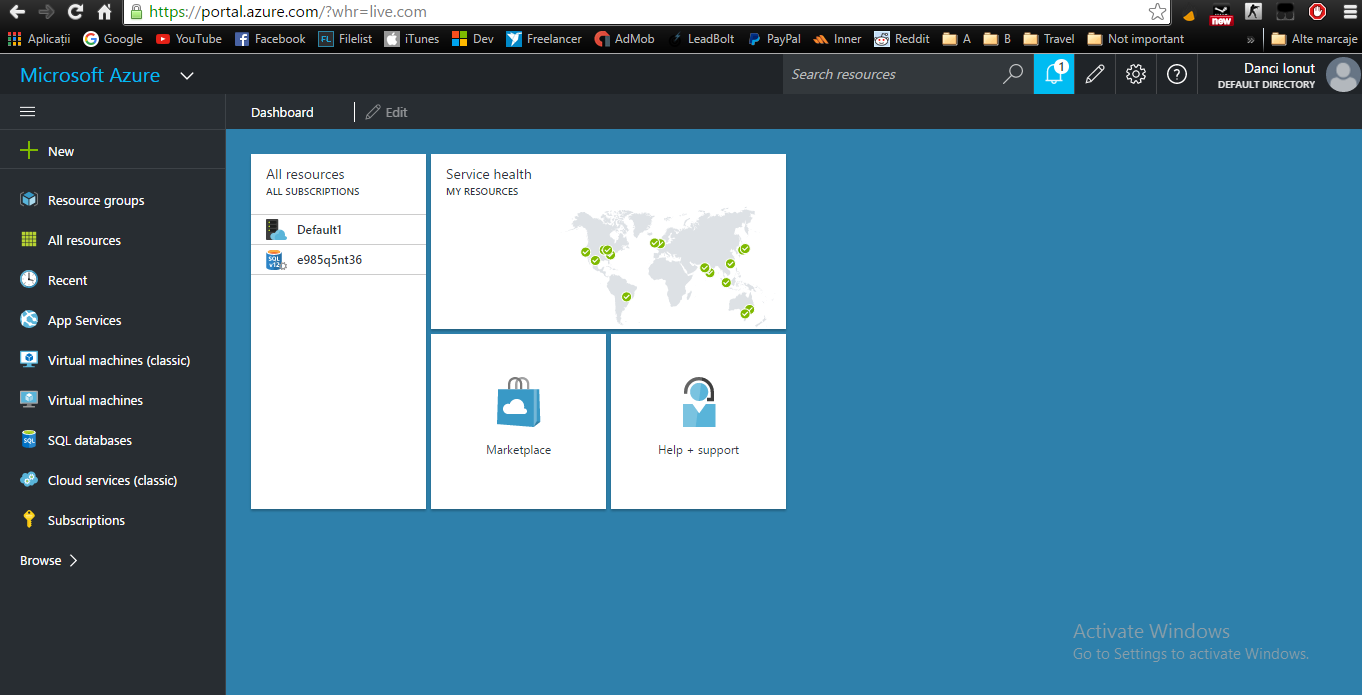 https://portal.azure.com/?whr=live.com
new
Aplicații Google YouTube Facebook FL Filelist iTunes Dev Freelancer AdMob LeadBolt PayPal Inner Reddit A B Travel Not important » Alte marcaje
Microsoft Azure
Search resources
1
Danci Ionut
DEFAULT DIRECTORY
Dashboard
Edit
New
Resource groups
All resources
Recent
App Services
Virtual machines (classic)
Virtual machines
SQL
SQL databases
Cloud services (classic)
Subscriptions
Browse
All resources
ALL SUBSCRIPTIONS
Default1
SQL
v12
e985q5nt36
Service health
MY RESOURCES
Marketplace
Help + support
Activate Windows
Go to Settings to activate Windows.